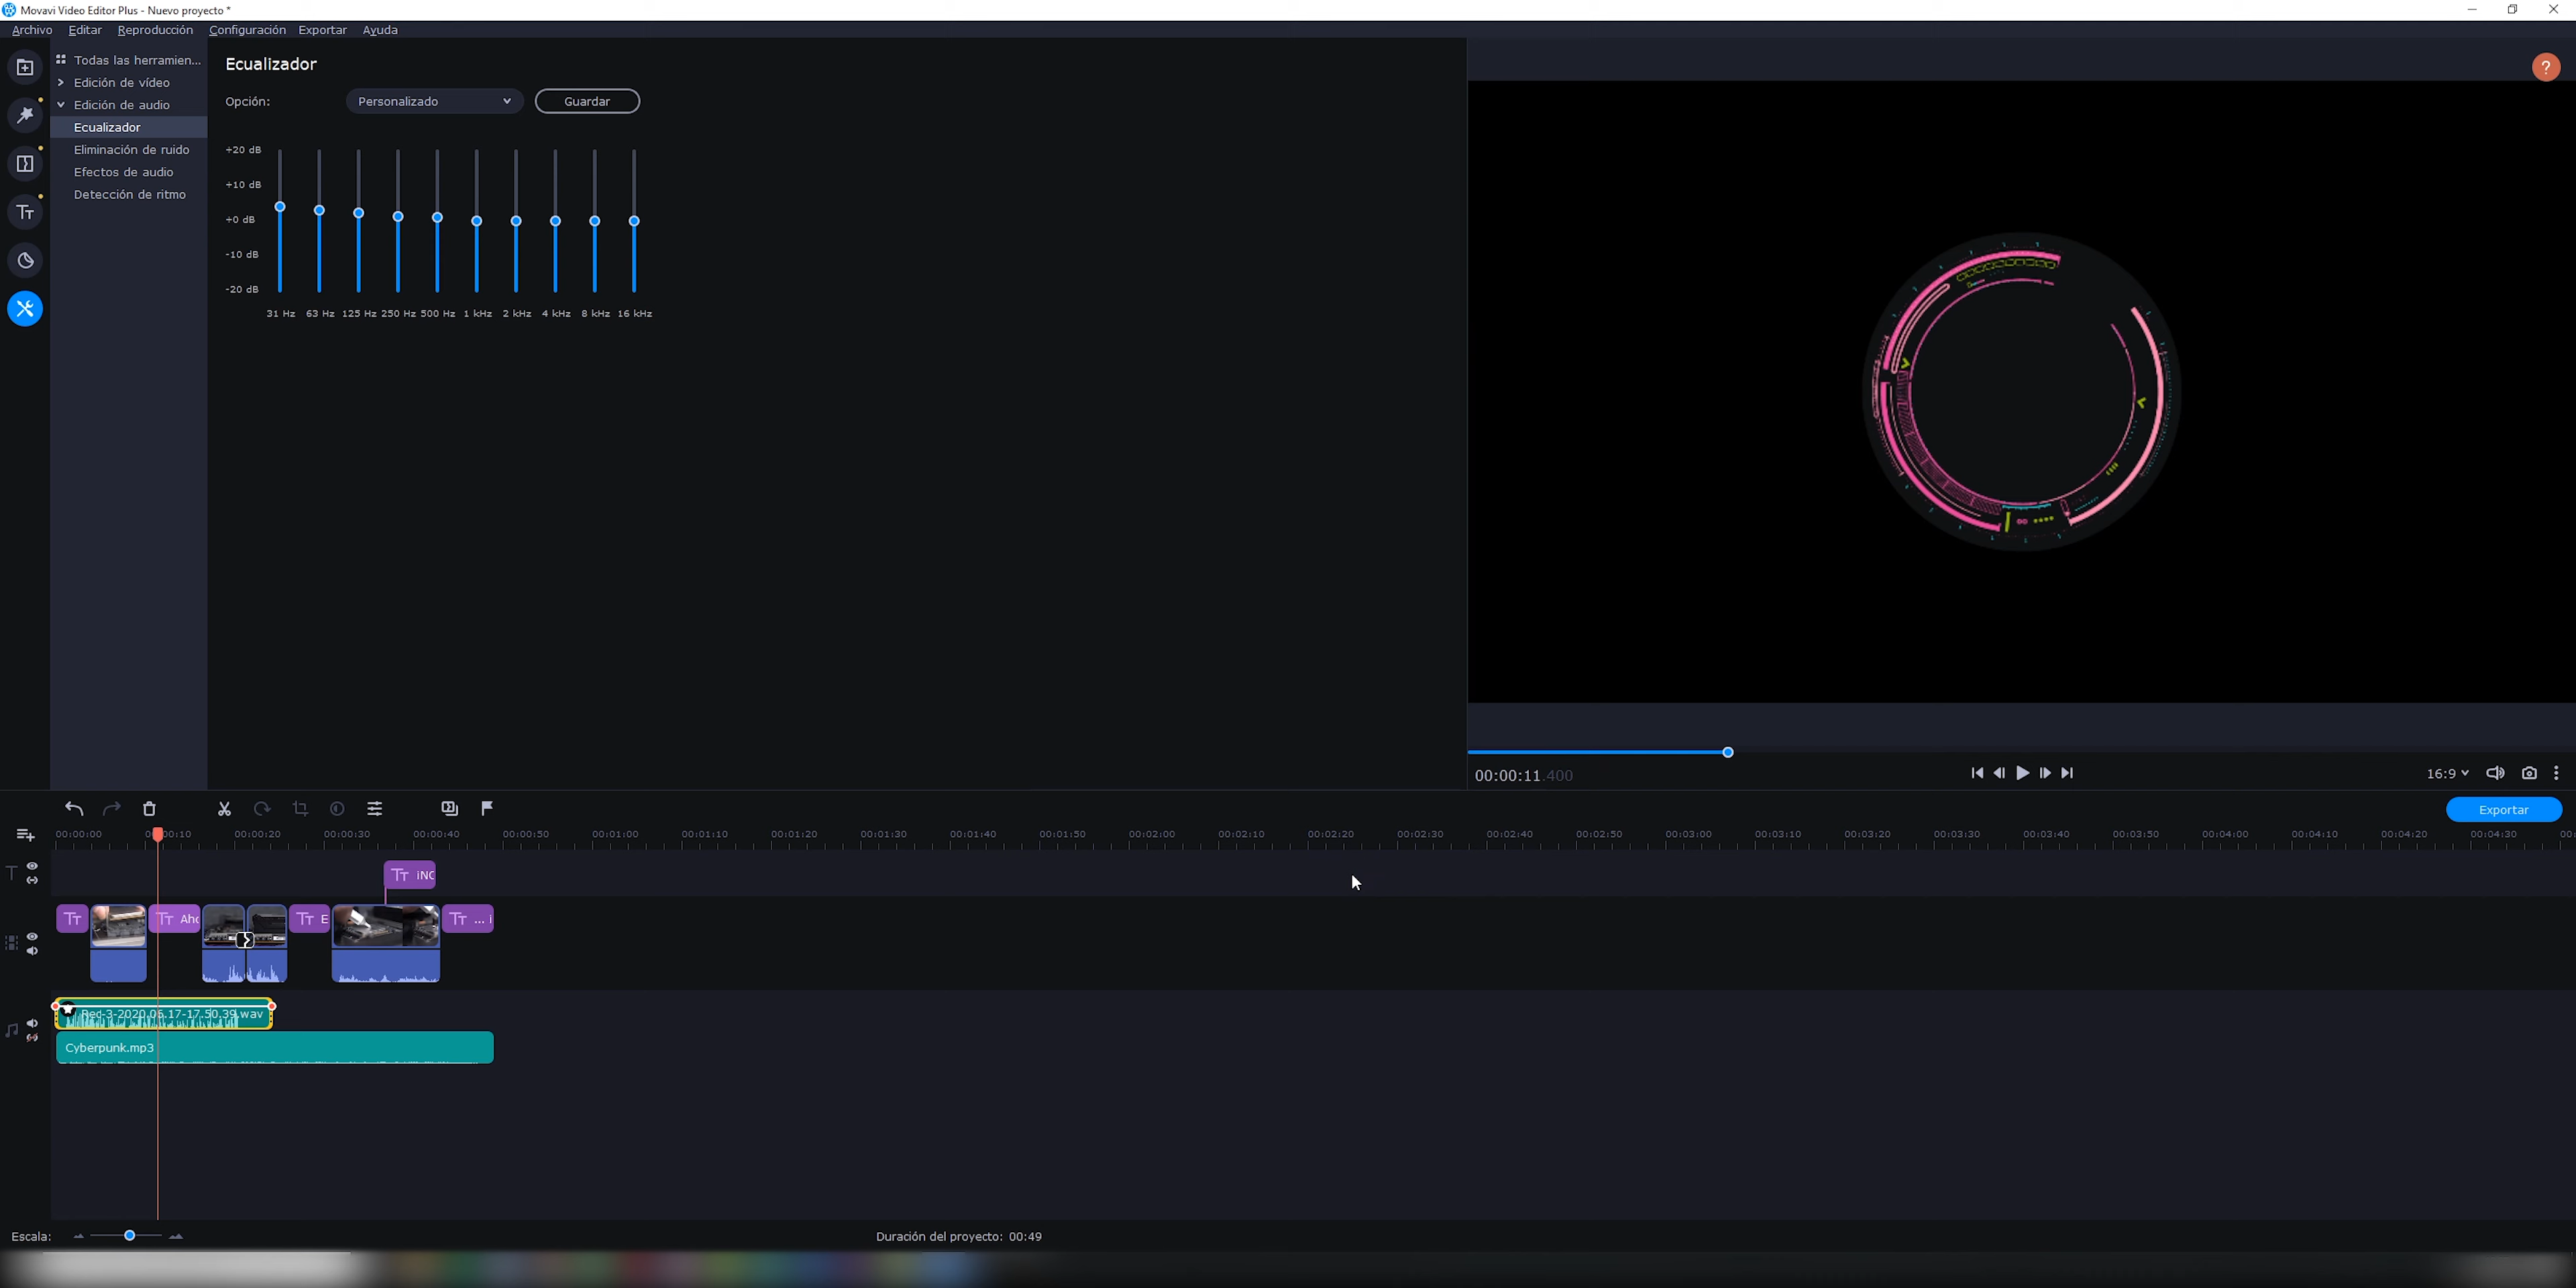 Movavi Video Editor Plus - Nuevo proyecto *
Archivo Editar Reproducción Configuración Exportar Ayuda
Todas las herramien...
Edición de vídeo
Edición de audio
Ecualizador
Eliminación de ruido
Efectos de audio
Detección de ritmo
Ecualizador
Opción: Personalizado Guardar
+20 dB
+10 dB
+0 dB
-10 dB
-20 dB
31 Hz 63 Hz 125 Hz 250 Hz 500 Hz 1 kHz 2 kHz 4 kHz 8 kHz 16 kHz
?
00:00:11.400
16:9
Exportar
00:00:00 00:00:20 00:00:30 00:00:40 00:00:50 00:01:00 00:01:10 00:01:20 00:01:30 00:01:40 00:01:50 00:02:00 00:02:10 00:02:20 00:02:30 00:02:40 00:02:50 00:03:00 00:03:10 00:03:20 00:03:30 00:03:40 00:03:50 00:04:00 00:04:10 00:04:20 00:04:30
Tт iNC
Tт Tт Ahc Tт E Tт ... i
Rec-3-2020.06.17-17.50.39.wav
Cyberpunk.mp3
Escala:
Duración del proyecto: 00:49